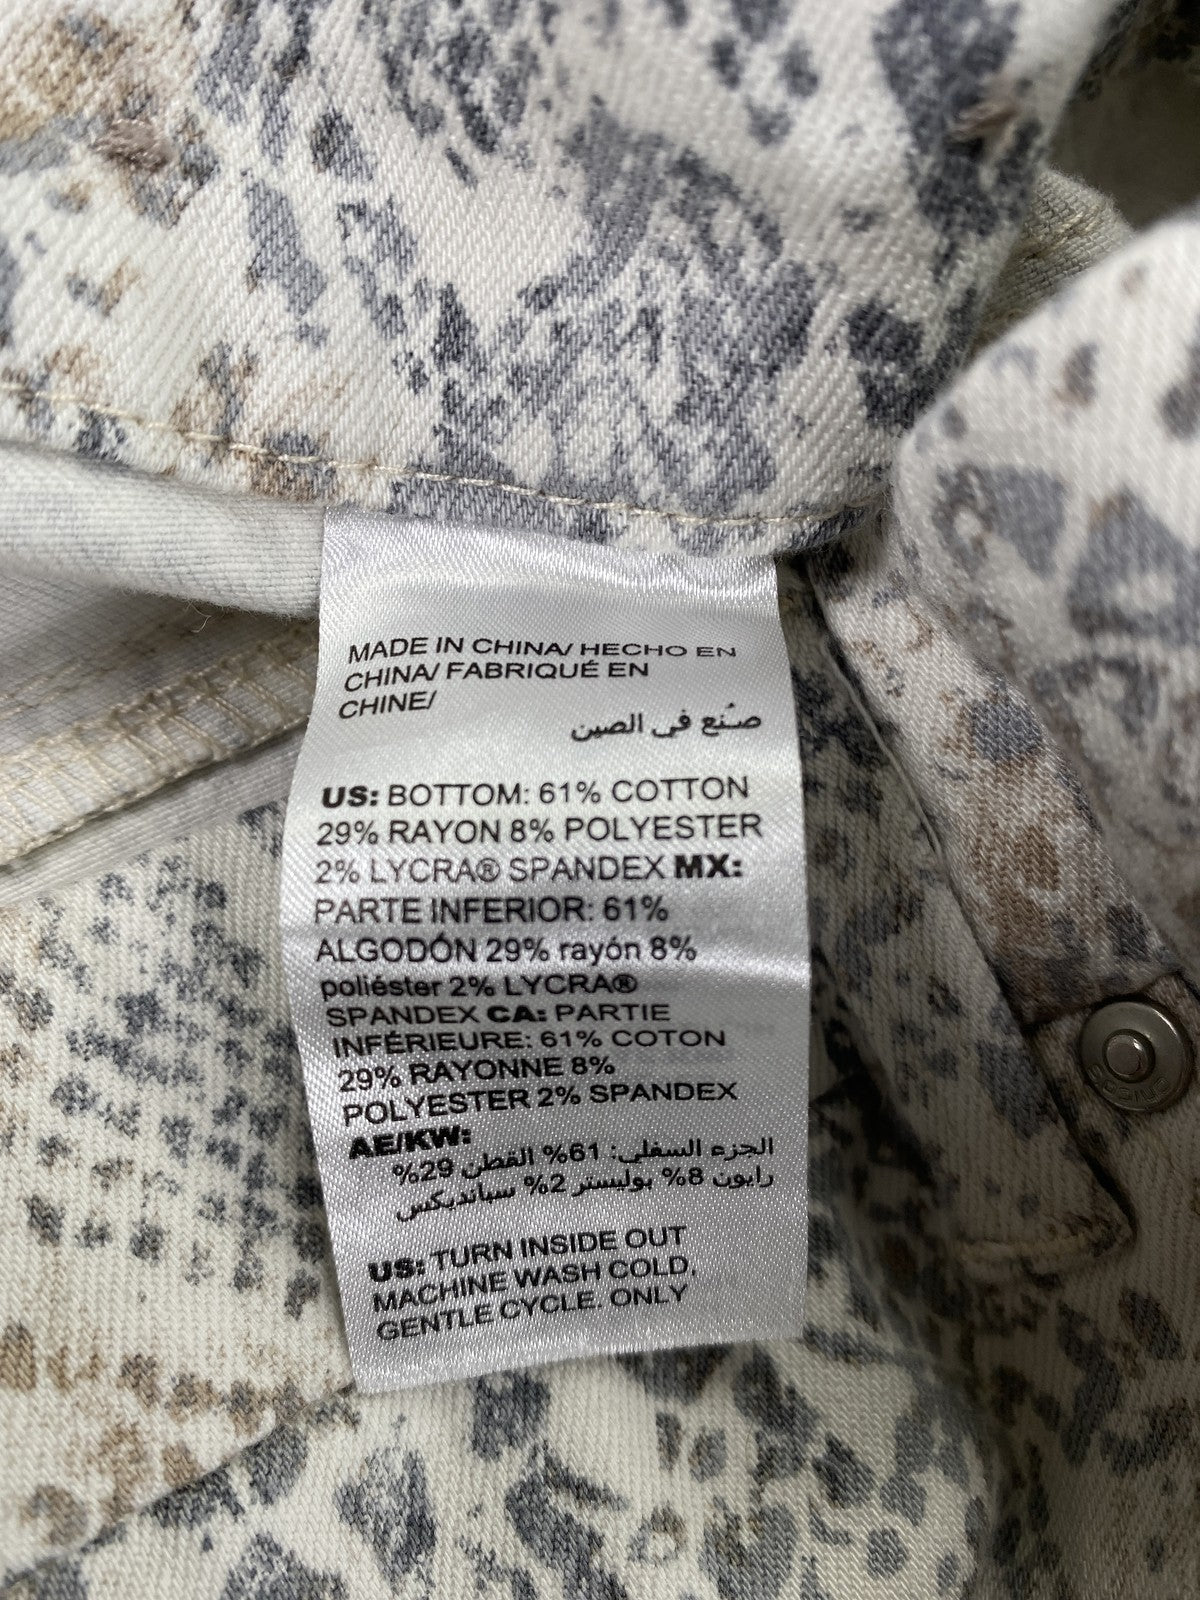 MADE IN CHINA/ HECHO EN
CHINA/ FABRIQUÉ EN
CHINE/
صُنع في الصين
US: BOTTOM: 61% COTTON
29% RAYON 8% POLYESTER
2% LYCRA® SPANDEX MX:
PARTE INFERIOR: 61%
ALGODÓN 29% rayón 8%
poliéster 2% LYCRA®
SPANDEX CA: PARTIE
INFÉRIEURE: 61% COTON
29% RAYONNE 8%
POLYESTER 2% SPANDEX
AE/KW:
الجزء السفلي: 61% القطن 29%
رايون 8% بوليستر 2% سباندیکس
US: TURN INSIDE OUT
MACHINE WASH COLD,
GENTLE CYCLE. ONLY